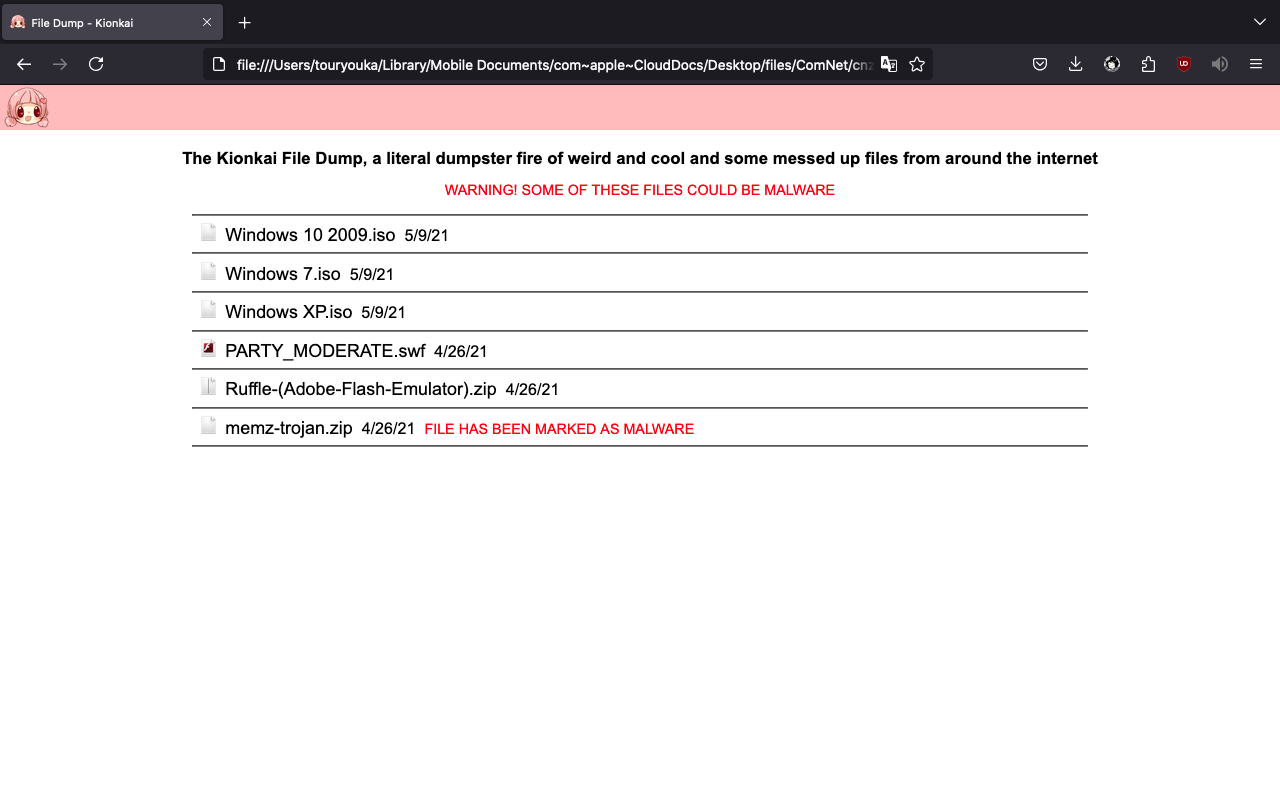 File Dump - Kionkai
file:///Users/touryouka/Library/Mobile Documents/com~apple~CloudDocs/Desktop/files/ComNet/cnz
The Kionkai File Dump, a literal dumpster fire of weird and cool and some messed up files from around the internet
WARNING! SOME OF THESE FILES COULD BE MALWARE
Windows 10 2009.iso 5/9/21
Windows 7.iso 5/9/21
Windows XP.iso 5/9/21
PARTY_MODERATE.swf 4/26/21
Ruffle-(Adobe-Flash-Emulator).zip 4/26/21
memz-trojan.zip 4/26/21 FILE HAS BEEN MARKED AS MALWARE